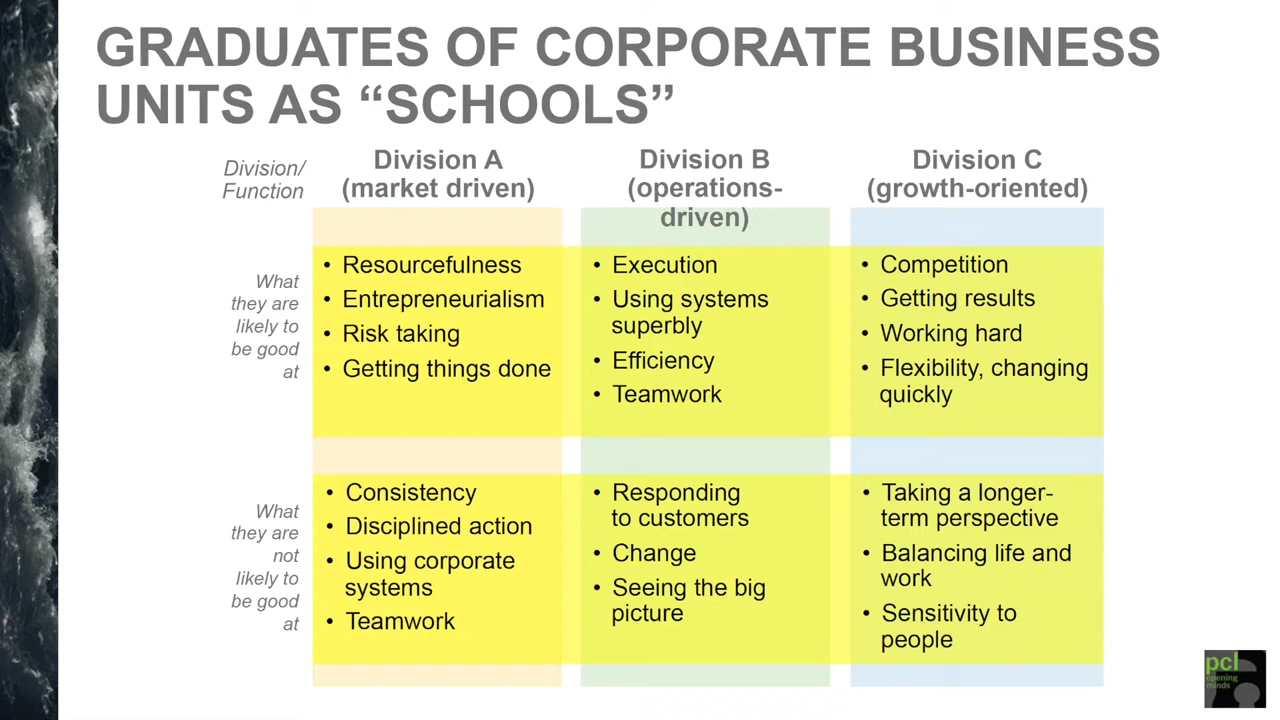 GRADUATES OF CORPORATE BUSINESS
UNITS AS “SCHOOLS”
Division/
Function
Division A
(market driven)
Division B
(operations-
driven)
Division C
(growth-oriented)
What
they are
likely to
be good
at
• Resourcefulness
• Entrepreneurialism
• Risk taking
• Getting things done
• Execution
• Using systems
superbly
• Efficiency
• Teamwork
• Competition
• Getting results
• Working hard
• Flexibility, changing
quickly
What
they are
not
likely to
be good
at
• Consistency
• Disciplined action
• Using corporate
systems
• Teamwork
• Responding
to customers
• Change
• Seeing the big
picture
• Taking a longer-
term perspective
• Balancing life and
work
• Sensitivity to
people
pcl
opening
minds